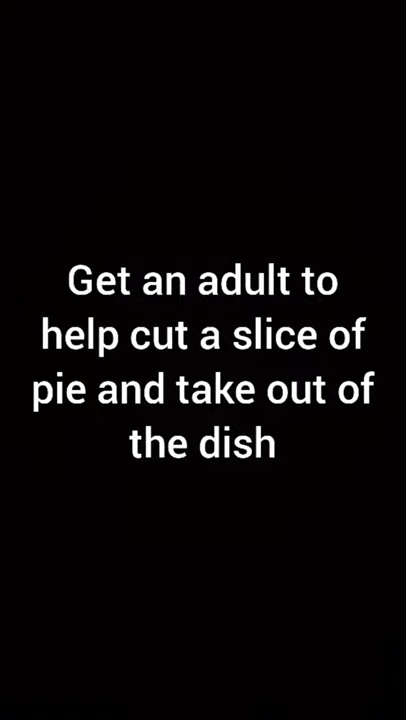 Get an adult to
help cut a slice of
pie and take out of
the dish